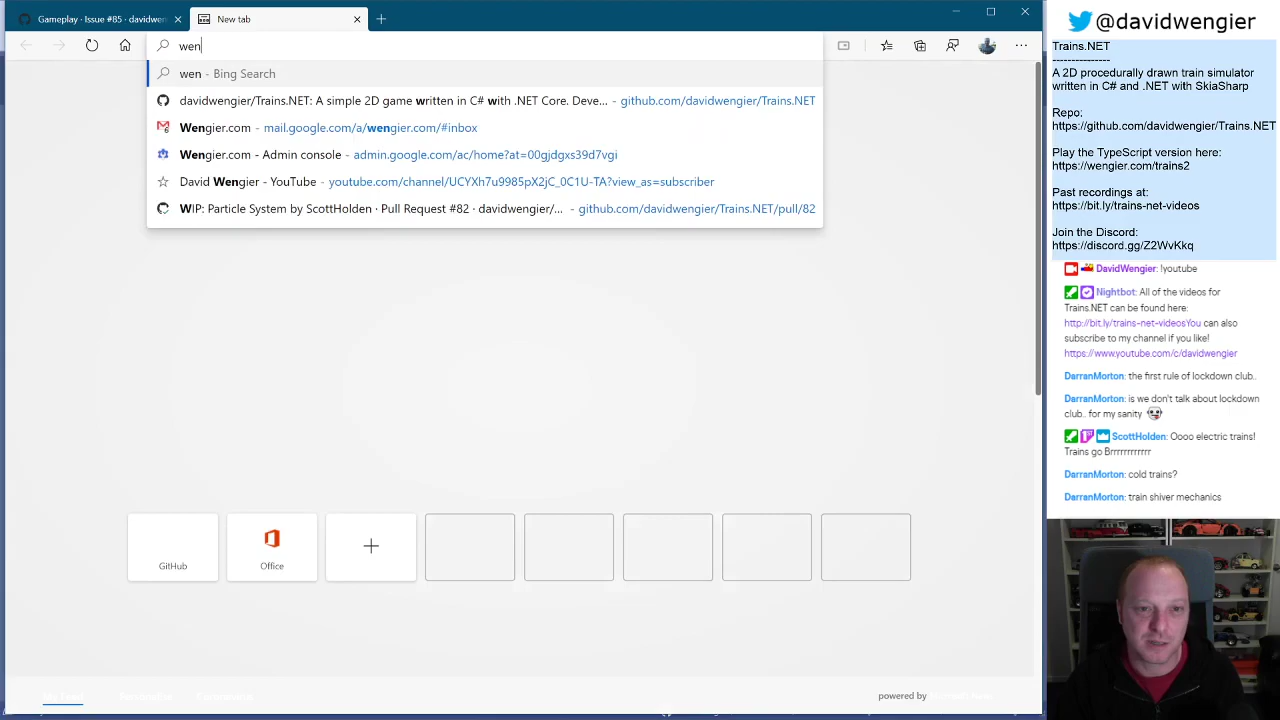 Gameplay · Issue #85 · davidwen
New tab
wen
wen - Bing Search
davidwengier/Trains.NET: A simple 2D game written in C# with .NET Core. Deve... - github.com/davidwengier/Trains.NET
Wengier.com - mail.google.com/a/wengier.com/#inbox
Wengier.com - Admin console - admin.google.com/ac/home?at=00gjdgxs39d7vgi
David Wengier - YouTube - youtube.com/channel/UCYXh7u9985pX2jC_0C1U-TA?view_as=subscriber
WIP: Particle System by ScottHolden · Pull Request #82 · davidwengier/... - github.com/davidwengier/Trains.NET/pull/82
GitHub
Office
powered by
@davidwengier
Trains.NET
---------------
A 2D procedurally drawn train simulator
written in C# and .NET with SkiaSharp
Repo:
https://github.com/davidwengier/Trains.NET
Play the TypeScript version here:
https://wengier.com/trains2
Past recordings at:
https://bit.ly/trains-net-videos
Join the Discord:
https://discord.gg/Z2WvKkq
DavidWengier: !youtube
Nightbot: All of the videos for
Trains.NET can be found here:
http://bit.ly/trains-net-videosYou can also
subscribe to my channel if you like!
https://www.youtube.com/c/davidwengier
DarranMorton: the first rule of lockdown club..
DarranMorton: is we don't talk about lockdown
club.. for my sanity
ScottHolden: Oooo electric trains!
Trains go Brrrrrrrrrrr
DarranMorton: cold trains?
DarranMorton: train shiver mechanics